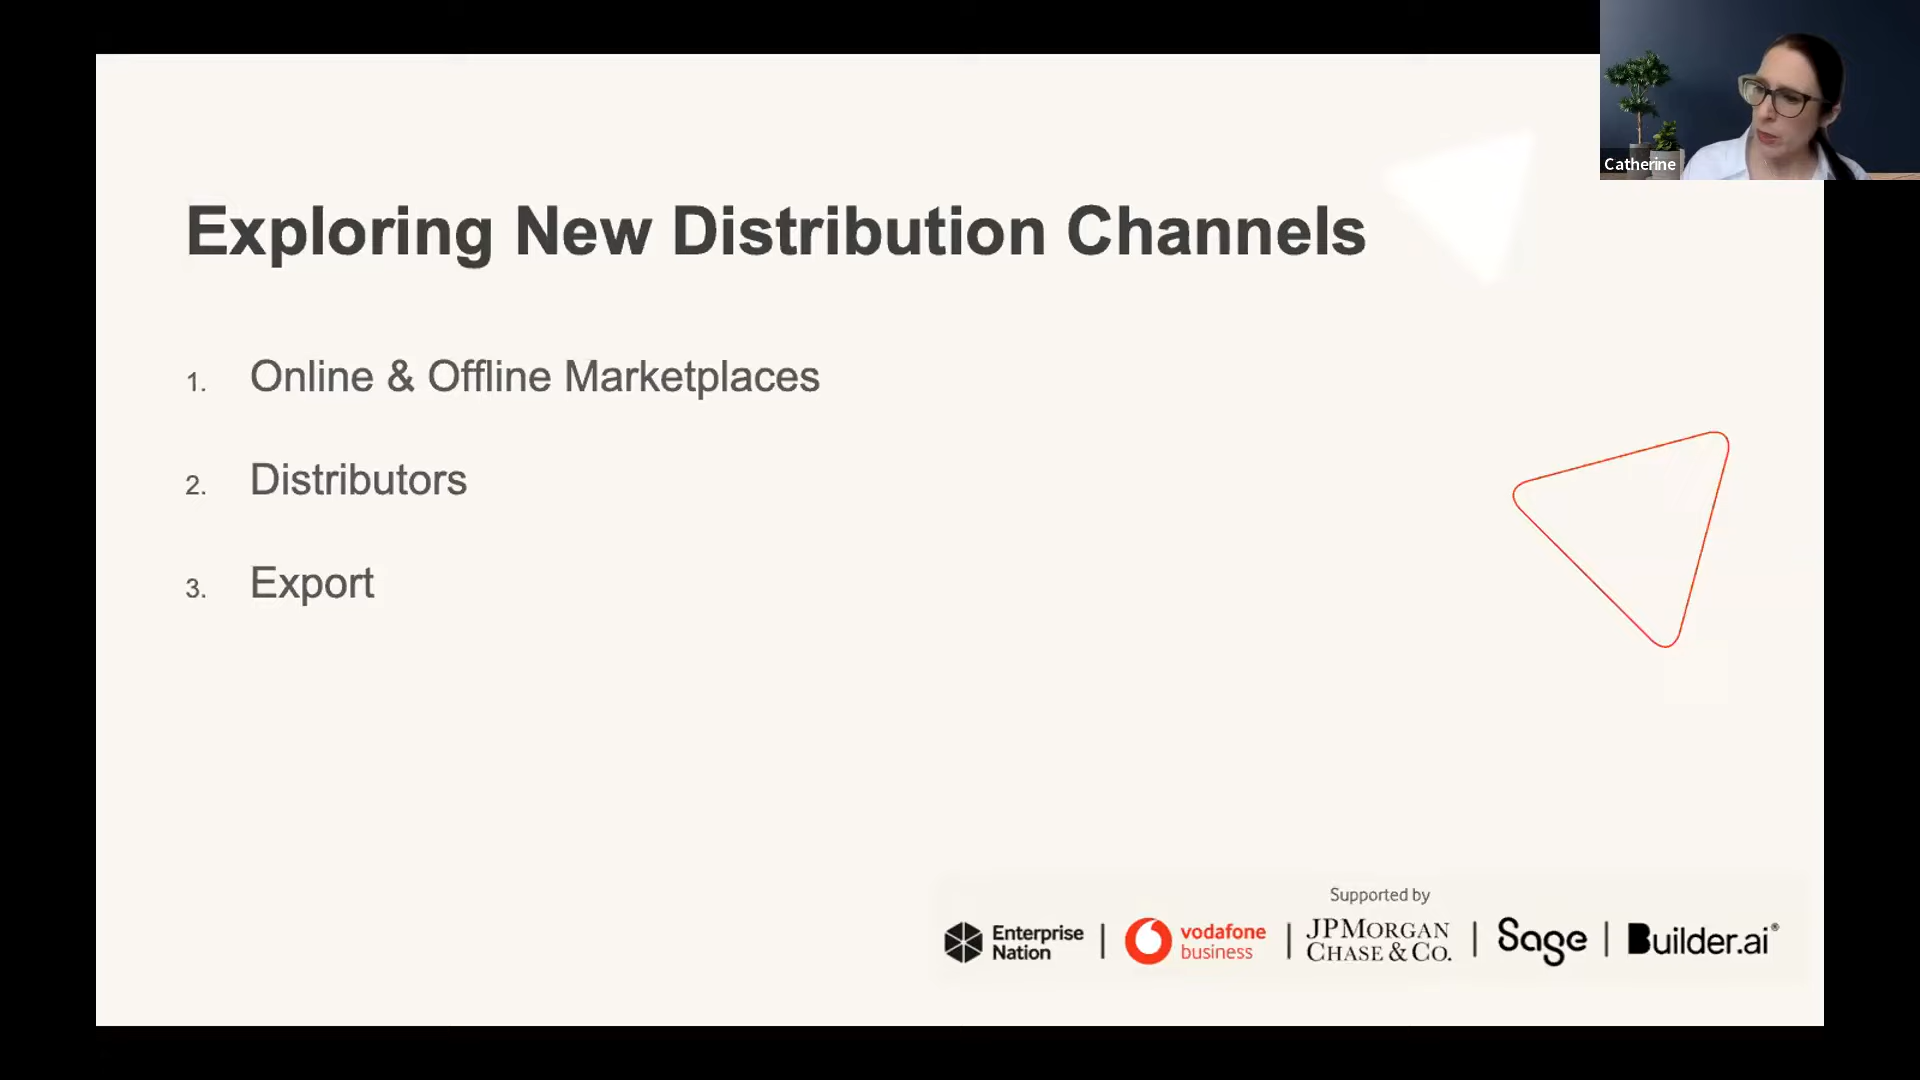 Catherine
Exploring New Distribution Channels
1. Online & Offline Marketplaces
2. Distributors
3. Export
Supported by
Enterprise Nation | vodafone business | JPMORGAN CHASE & CO. | Sage | Builder.ai®